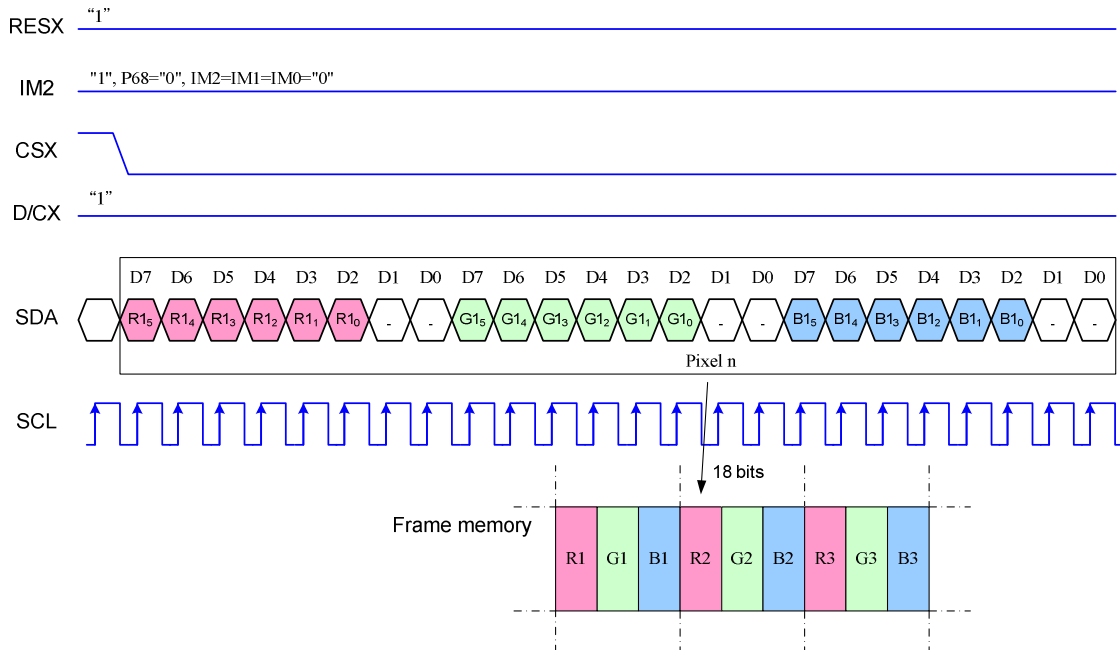 RESX “1”
IM2 "1", P68="0", IM2=IM1=IM0="0"
CSX
D/CX “1”
D7 D6 D5 D4 D3 D2 D1 D0 D7 D6 D5 D4 D3 D2 D1 D0 D7 D6 D5 D4 D3 D2 D1 D0
SDA R1₅ R1₄ R1₃ R1₂ R1₁ R1₀ - - G1₅ G1₄ G1₃ G1₂ G1₁ G1₀ - - B1₅ B1₄ B1₃ B1₂ B1₁ B1₀ - -
Pixel n
SCL
18 bits
Frame memory
R1 G1 B1 R2 G2 B2 R3 G3 B3